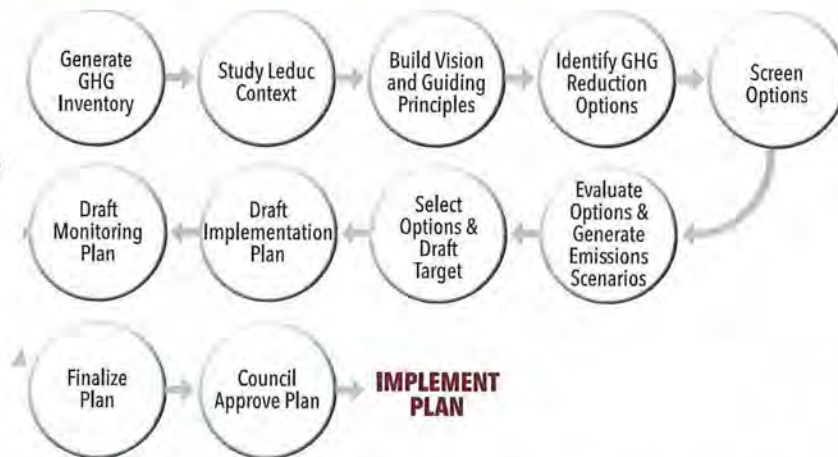 Generate
GHG
Inventory
Study Leduc
Context
Build Vision
and Guiding
Principles
Identify GHG
Reduction
Options
Screen
Options
Evaluate
Options &
Generate
Emissions
Scenarios
Select
Options &
Draft
Target
Draft
Implementation
Plan
Draft
Monitoring
Plan
Finalize
Plan
Council
Approve Plan
IMPLEMENT
PLAN